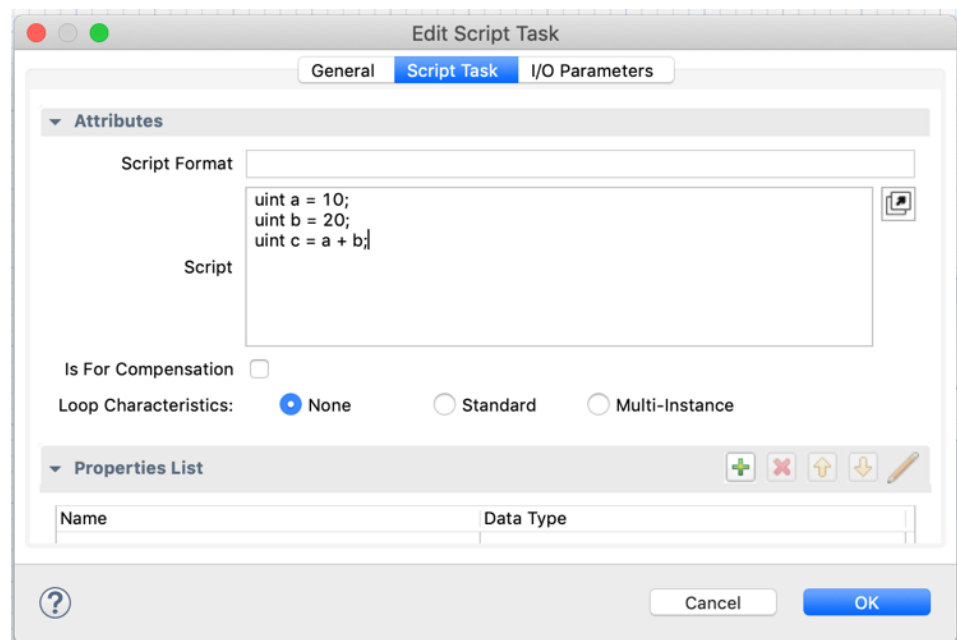 Edit Script Task
General Script Task I/O Parameters
Attributes
Script Format
uint a = 10;
uint b = 20;
uint c = a + b;
Script
Is For Compensation
Loop Characteristics: None Standard Multi-Instance
Properties List
Name Data Type
? Cancel OK